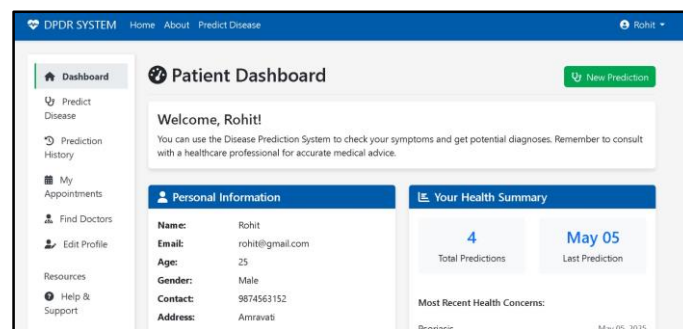 DPDR SYSTEM Home About Predict Disease Rohit
Dashboard
Predict
Disease
Prediction
History
My
Appointments
Find Doctors
Edit Profile
Resources
Help &
Support
Patient Dashboard
New Prediction
Welcome, Rohit!
You can use the Disease Prediction System to check your symptoms and get potential diagnoses. Remember to consult
with a healthcare professional for accurate medical advice.
Personal Information
Name: Rohit
Email: rohit@gmail.com
Age: 25
Gender: Male
Contact: 9874563152
Address: Amravati
Your Health Summary
4
Total Predictions
May 05
Last Prediction
Most Recent Health Concerns:
Psoriasis May 05, 2025